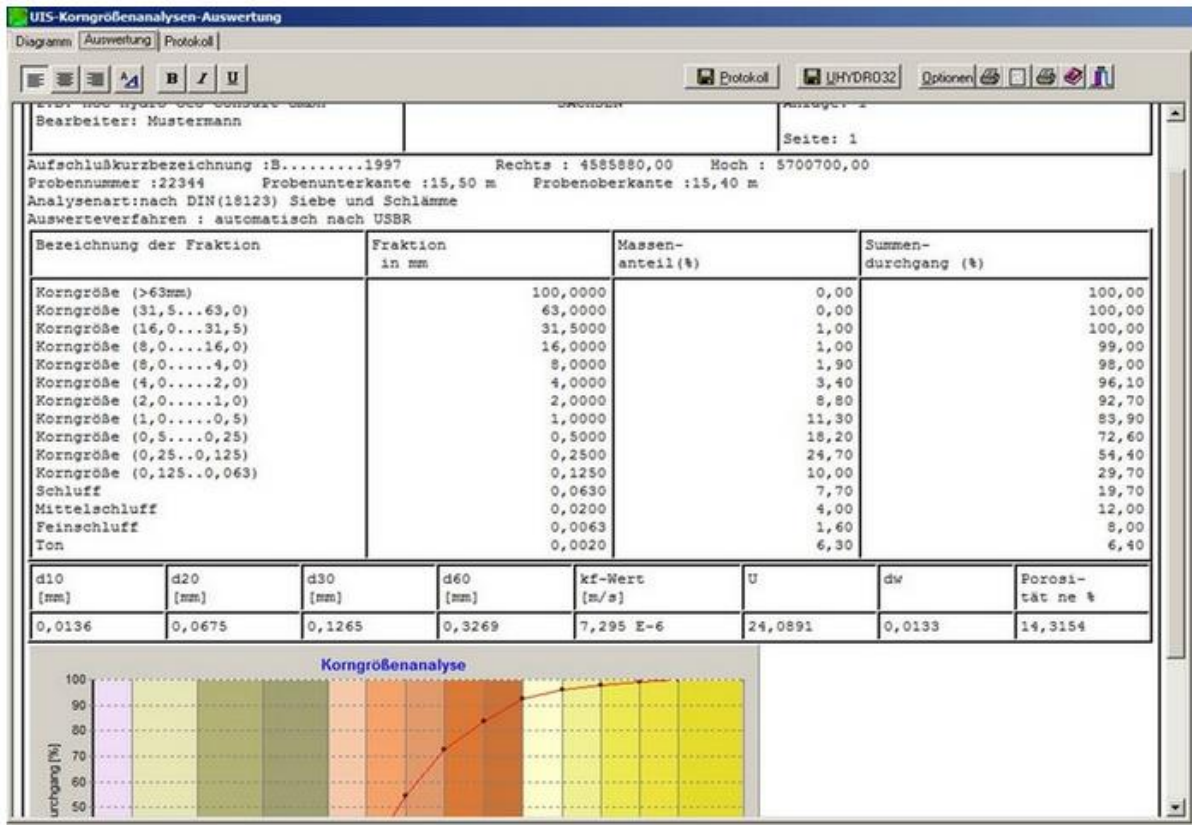 UIS-Korngrößenanalysen-Auswertung
Diagramm Auswertung Protokoll
B I U Protokoll UHYDRO32 Optionen
Bearbeiter: Mustermann
Seite: 1
Aufschlußkurzbezeichnung :B.........1997 Rechts : 4585880,00 Hoch : 5700700,00
Probennummer :22344 Probenunterkante :15,50 m Probenoberkante :15,40 m
Analysenart:nach DIN(18123) Siebe und Schlämme
Auswerteverfahren : automatisch nach USBR
Bezeichnung der Fraktion Fraktion Massen- Summen-
in mm anteil(%) durchgang (%)
Korngröße (>63mm) 100,0000 0,00 100,00
Korngröße (31,5...63,0) 63,0000 0,00 100,00
Korngröße (16,0...31,5) 31,5000 1,00 100,00
Korngröße (8,0....16,0) 16,0000 1,00 99,00
Korngröße (8,0.....4,0) 8,0000 1,90 98,00
Korngröße (4,0.....2,0) 4,0000 3,40 96,10
Korngröße (2,0.....1,0) 2,0000 8,80 92,70
Korngröße (1,0.....0,5) 1,0000 11,30 83,90
Korngröße (0,5....0,25) 0,5000 18,20 72,60
Korngröße (0,25..0,125) 0,2500 24,70 54,40
Korngröße (0,125..0,063) 0,1250 10,00 29,70
Schluff 0,0630 7,70 19,70
Mittelschluff 0,0200 4,00 12,00
Feinschluff 0,0063 1,60 8,00
Ton 0,0020 6,30 6,40
d10 d20 d30 d60 kf-Wert U dw Porosi-
[mm] [mm] [mm] [mm] [m/s] tät ne %
0,0136 0,0675 0,1265 0,3269 7,295 E-6 24,0891 0,0133 14,3154
Korngrößenanalyse
100
90
80
70
60
50
[%]